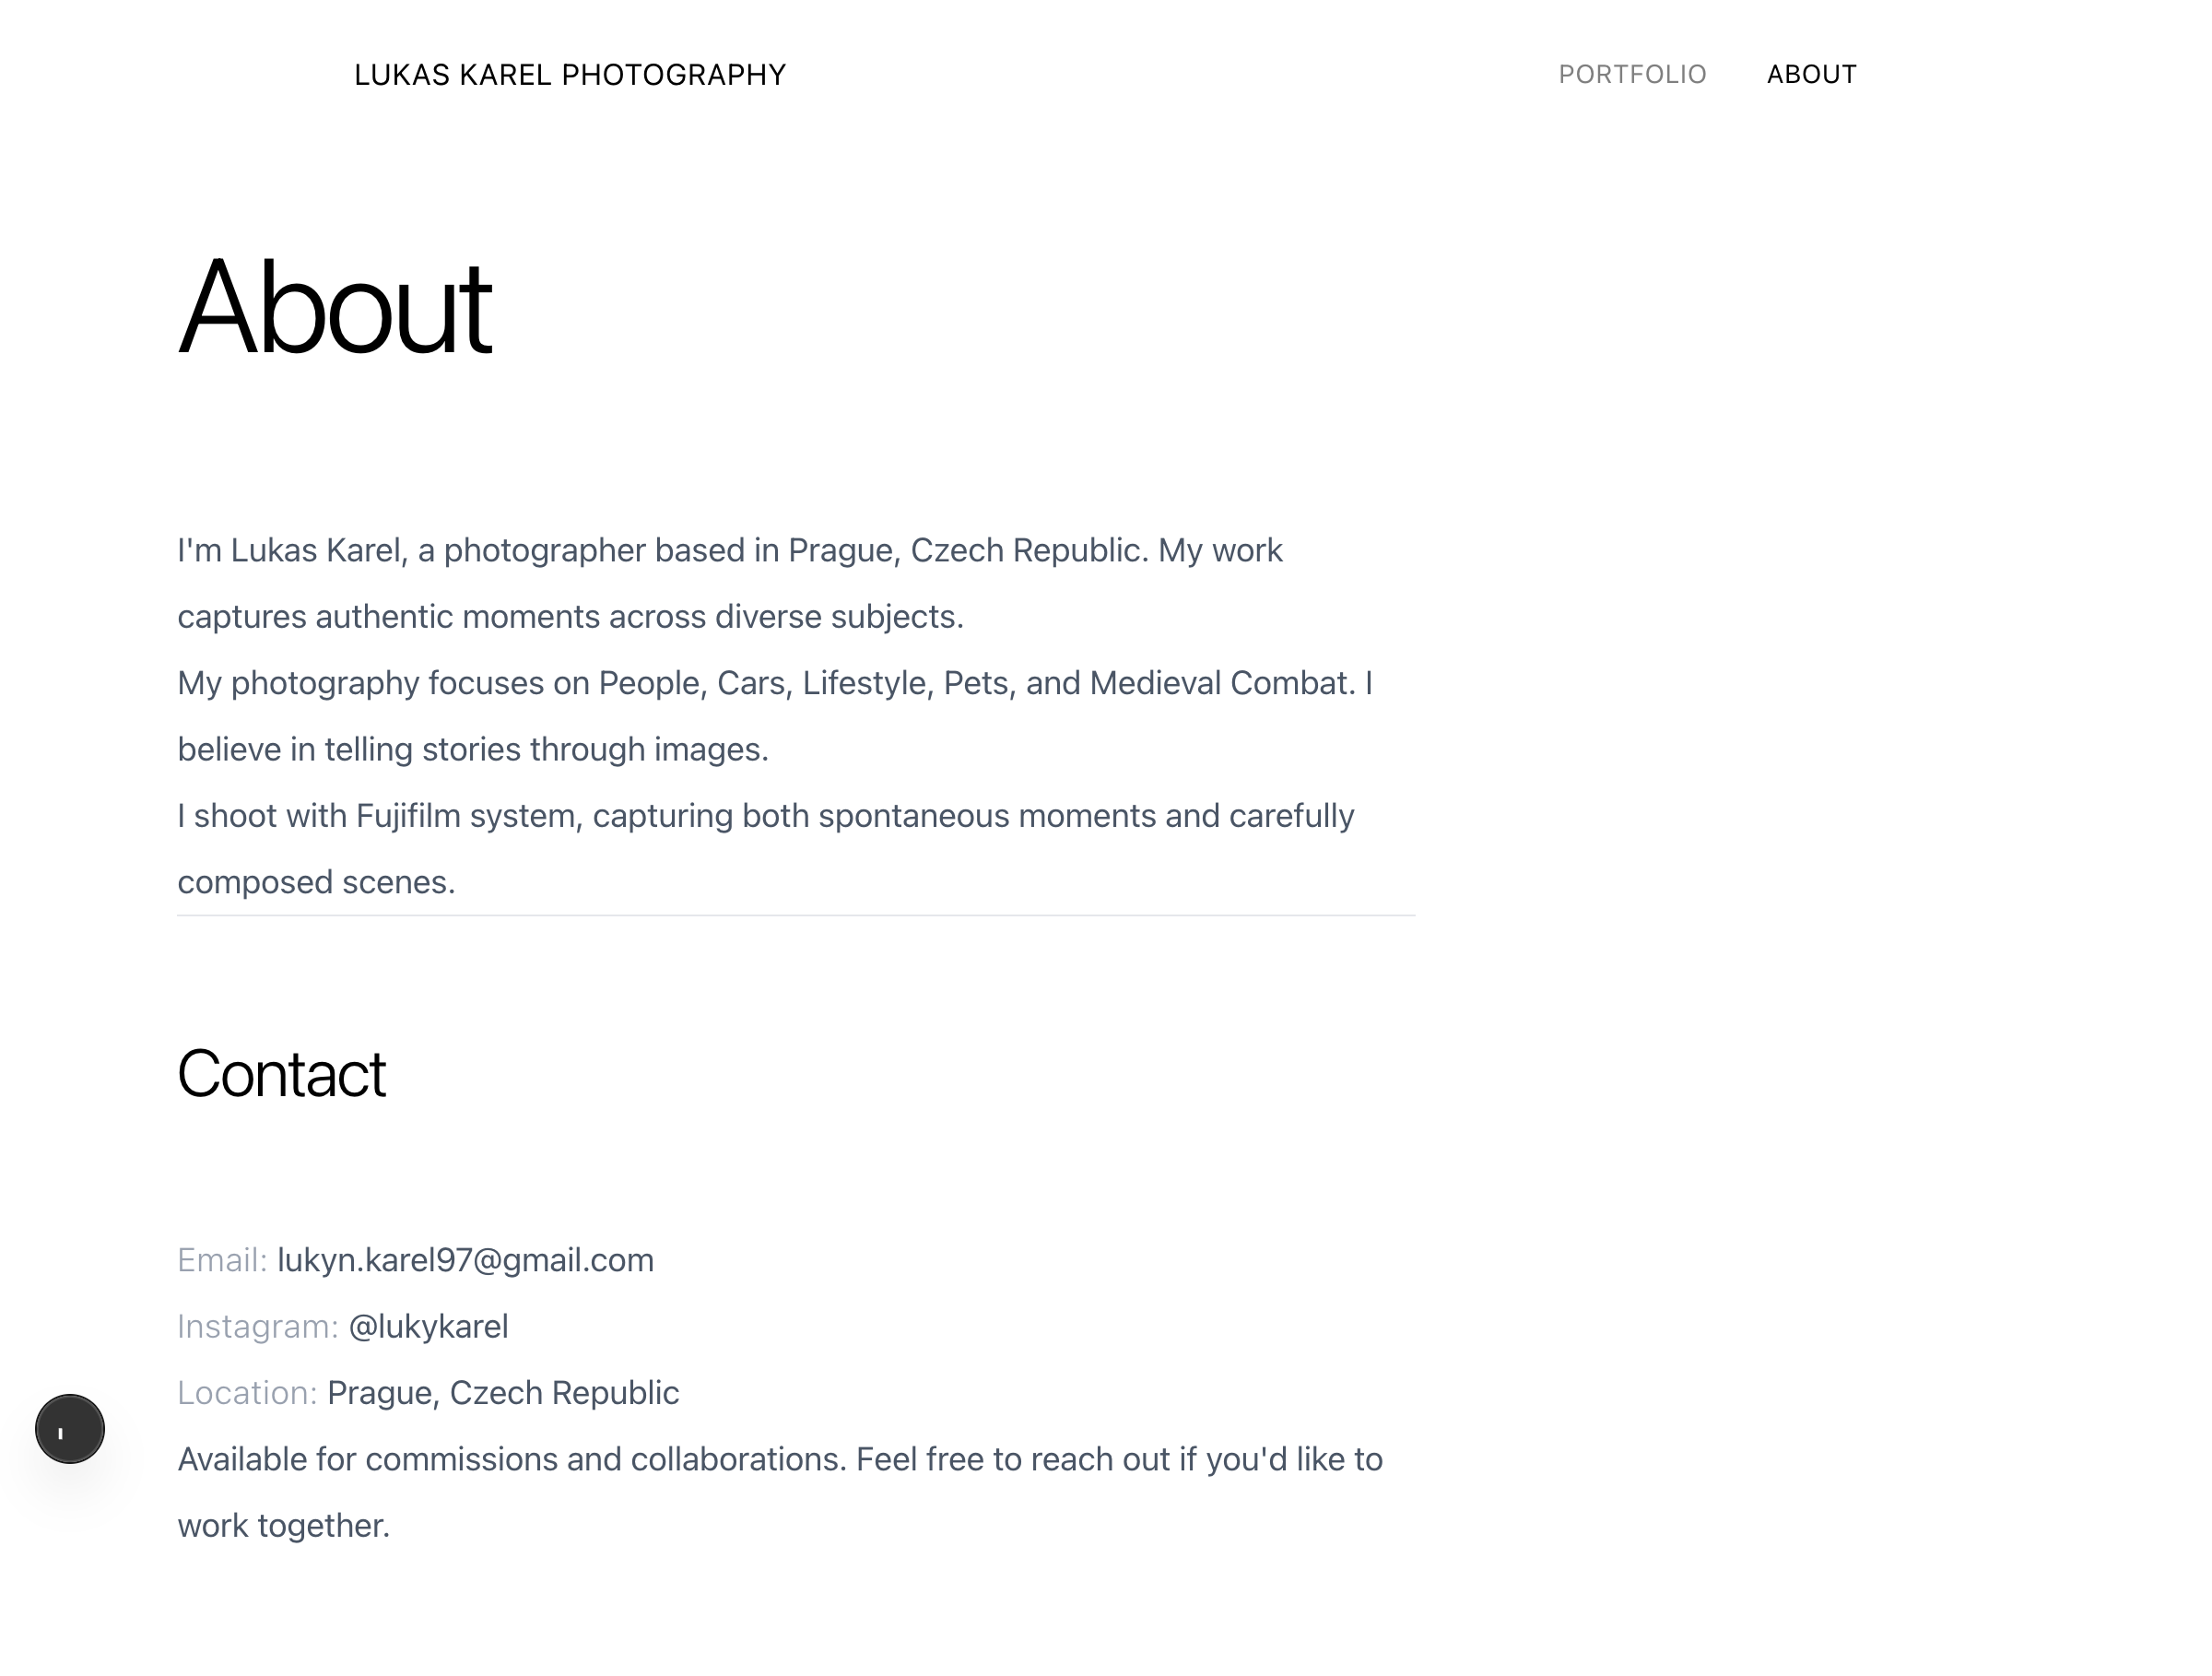 LUKAS KAREL PHOTOGRAPHY
PORTFOLIO
ABOUT
About
I'm Lukas Karel, a photographer based in Prague, Czech Republic. My work
captures authentic moments across diverse subjects.
My photography focuses on People, Cars, Lifestyle, Pets, and Medieval Combat. I
believe in telling stories through images.
I shoot with Fujifilm system, capturing both spontaneous moments and carefully
composed scenes.
Contact
Email: lukyn.karel97@gmail.com
Instagram: @lukykarel
Location: Prague, Czech Republic
Available for commissions and collaborations. Feel free to reach out if you'd like to
work together.